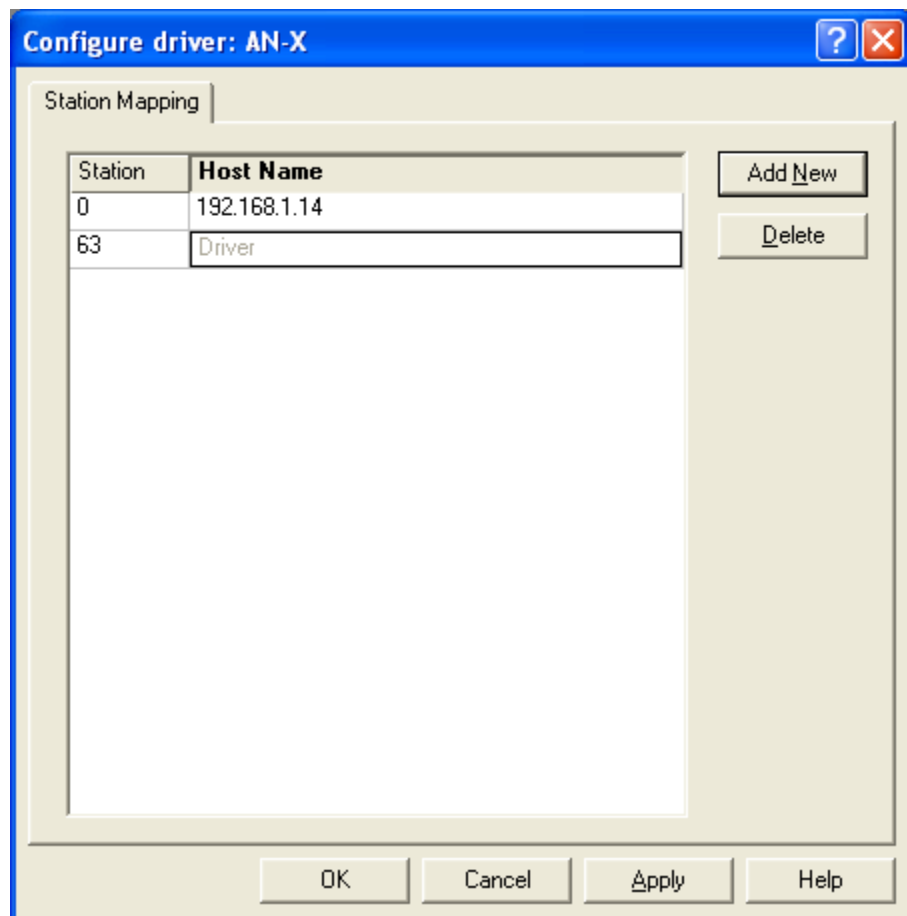 Configure driver: AN-X
Station Mapping
Station Host Name
0 192.168.1.14
63 Driver
Add New
Delete
OK Cancel Apply Help